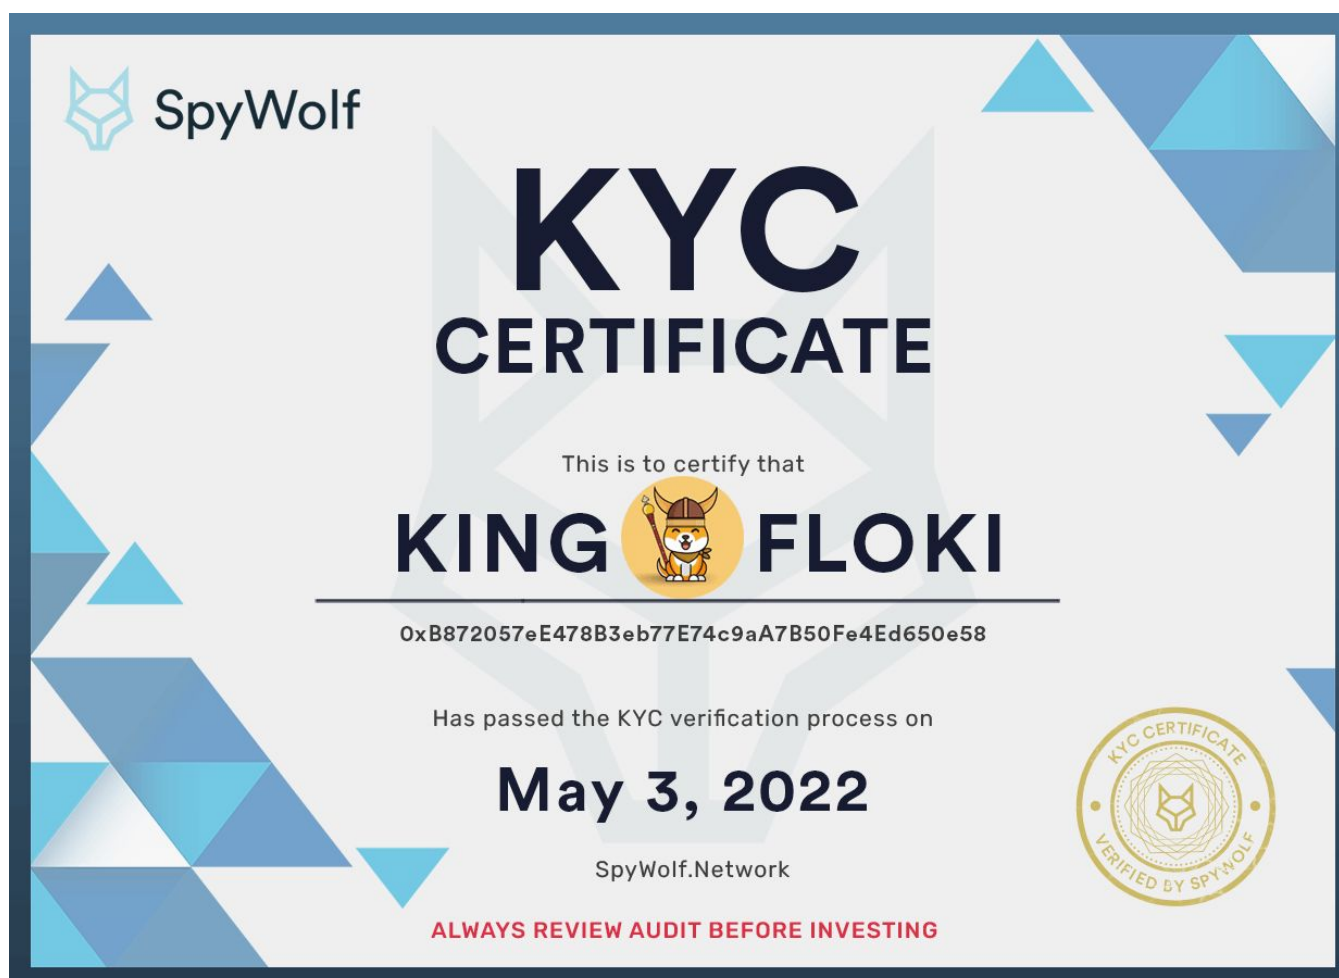 SpyWolf
KYC
CERTIFICATE
This is to certify that
KING FLOKI
0xB872057eE478B3eb77E74c9aA7B50Fe4Ed650e58
Has passed the KYC verification process on
May 3, 2022
KYC CERTIFICATE
VERIFIED BY SPYWOLF
SpyWolf.Network
ALWAYS REVIEW AUDIT BEFORE INVESTING